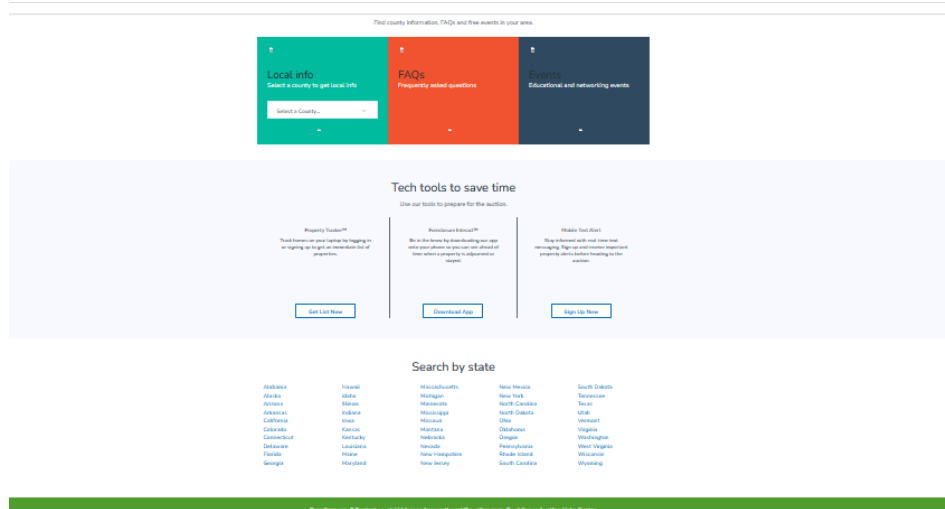 Find county information, FAQs and free events in your area.
Local info
Select a county to get local info
Select a County...
FAQs
Frequently asked questions
Events
Educational and networking events
Tech tools to save time
Use our tools to prepare for the auction.
Property Tracker™
Track homes on your laptop by logging in
or signing up to get an immediate list of
properties.
Get List Now
Foreclosure Interact™
Be in the know by downloading our app
onto your phone so you can see ahead of
time when a property is adjourned or
stayed.
Download App
Mobile Text Alert
Stay informed with real-time text
messaging. Sign up and receive important
property alerts before heading to the
auction.
Sign Up Now
Search by state
Alabama
Alaska
Arizona
Arkansas
California
Colorado
Connecticut
Delaware
Florida
Georgia
Hawaii
Idaho
Illinois
Indiana
Iowa
Kansas
Kentucky
Louisiana
Maine
Maryland
Massachusetts
Michigan
Minnesota
Mississippi
Missouri
Montana
Nebraska
Nevada
New Hampshire
New Jersey
New Mexico
New York
North Carolina
North Dakota
Ohio
Oklahoma
Oregon
Pennsylvania
Rhode Island
South Carolina
South Dakota
Tennessee
Texas
Utah
Vermont
Virginia
Washington
West Virginia
Wisconsin
Wyoming